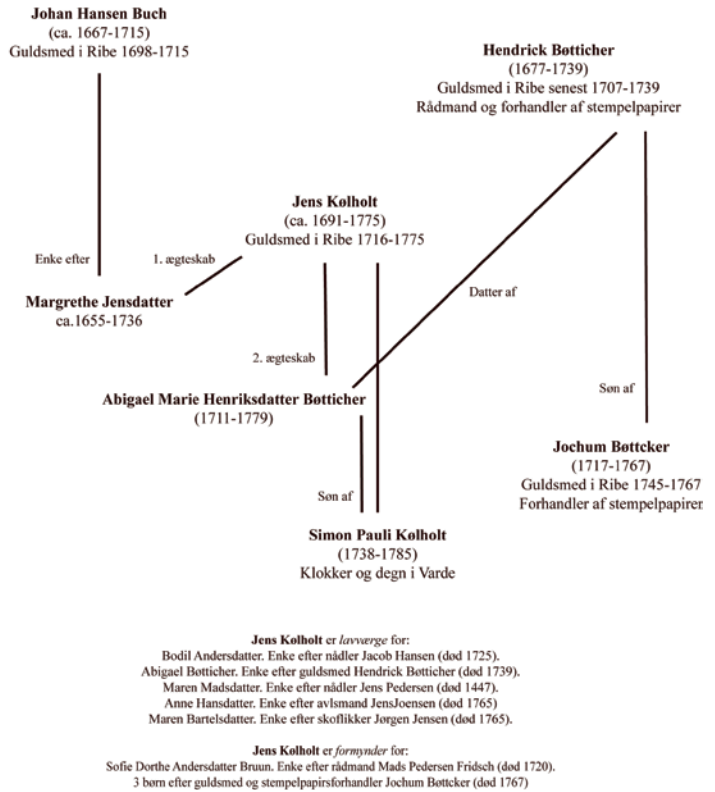 Johan Hansen Buch
(ca. 1667-1715)
Guldsmed i Ribe 1698-1715
Hendrick Bøtticher
(1677-1739)
Guldsmed i Ribe senest 1707-1739
Rådmand og forhandler af stempelpapirer
Jens Kølholt
(ca. 1691-1775)
Guldsmed i Ribe 1716-1775
Enke efter
1. ægteskab
Margrethe Jensdatter
ca.1655-1736
Datter af
2. ægteskab
Abigael Marie Henriksdatter Bøtticher
(1711-1779)
Søn af
Jochum Bøttcker
(1717-1767)
Guldsmed i Ribe 1745-1767
Forhandler af stempelpapirer
Søn af
Simon Pauli Kølholt
(1738-1785)
Klokker og degn i Varde
Jens Kølholt er lavværge for:
Bodil Andersdatter. Enke efter nådler Jacob Hansen (død 1725).
Abigael Bøtticher. Enke efter guldsmed Hendrick Bøtticher (død 1739).
Maren Madsdatter. Enke efter nådler Jens Pedersen (død 1447).
Anne Hansdatter. Enke efter avlsmand JensJoensen (død 1765)
Maren Bartelsdatter. Enke efter skoflikker Jørgen Jensen (død 1765).
Jens Kølholt er formynder for:
Sofie Dorthe Andersdatter Bruun. Enke efter rådmand Mads Pedersen Fridsch (død 1720).
3 børn efter guldsmed og stempelpapirsforhandler Jochum Bøttcker (død 1767)